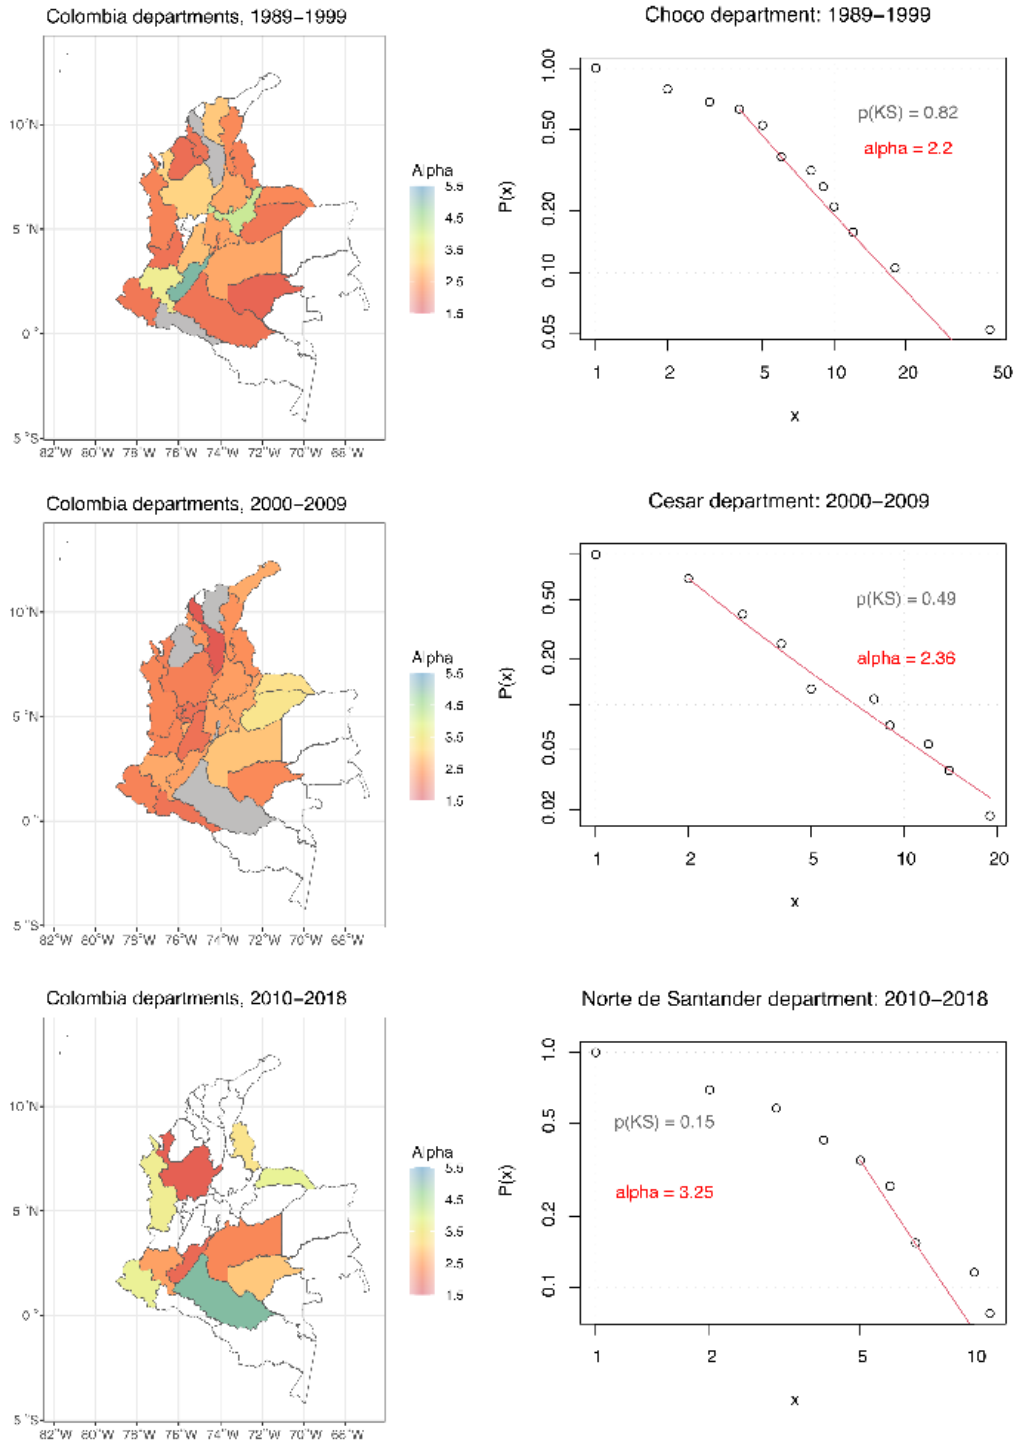 Colombia departments, 1989−1999
10°N
5°N
0°
5°S
82°W 80°W 78°W 76°W 74°W 72°W 70°W 68°W
Alpha
5.5
4.5
3.5
2.5
1.5
Choco department: 1989−1999
p(KS) = 0.82
alpha = 2.2
P(x)
1.00
0.50
0.20
0.10
0.05
1 2 5 10 20 50
x
Colombia departments, 2000−2009
10°N
5°N
0°
5°S
82°W 80°W 78°W 76°W 74°W 72°W 70°W 68°W
Alpha
5.5
4.5
3.5
2.5
1.5
Cesar department: 2000−2009
p(KS) = 0.49
alpha = 2.36
P(x)
0.50
0.20
0.05
0.02
1 2 5 10 20
x
Colombia departments, 2010−2018
10°N
5°N
0°
5°S
82°W 80°W 78°W 76°W 74°W 72°W 70°W 68°W
Alpha
5.5
4.5
3.5
2.5
1.5
Norte de Santander department: 2010−2018
p(KS) = 0.15
alpha = 3.25
P(x)
1.0
0.5
0.2
0.1
1 2 5 10
x